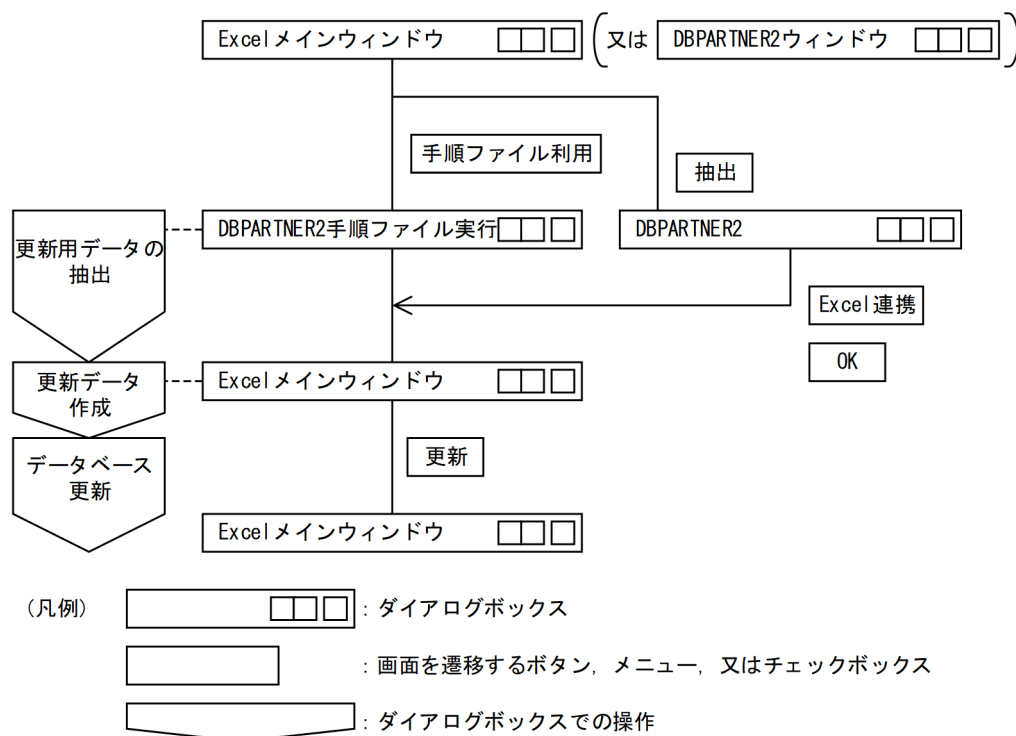 Excelメインウィンドウ
又は
DBPARTNER2ウィンドウ
手順ファイル利用
抽出
更新用データの
抽出
DBPARTNER2手順ファイル実行
DBPARTNER2
Excel連携
OK
更新データ
作成
Excelメインウィンドウ
更新
データベース
更新
Excelメインウィンドウ
(凡例)
: ダイアログボックス
: 画面を遷移するボタン, メニュー, 又はチェックボックス
: ダイアログボックスでの操作